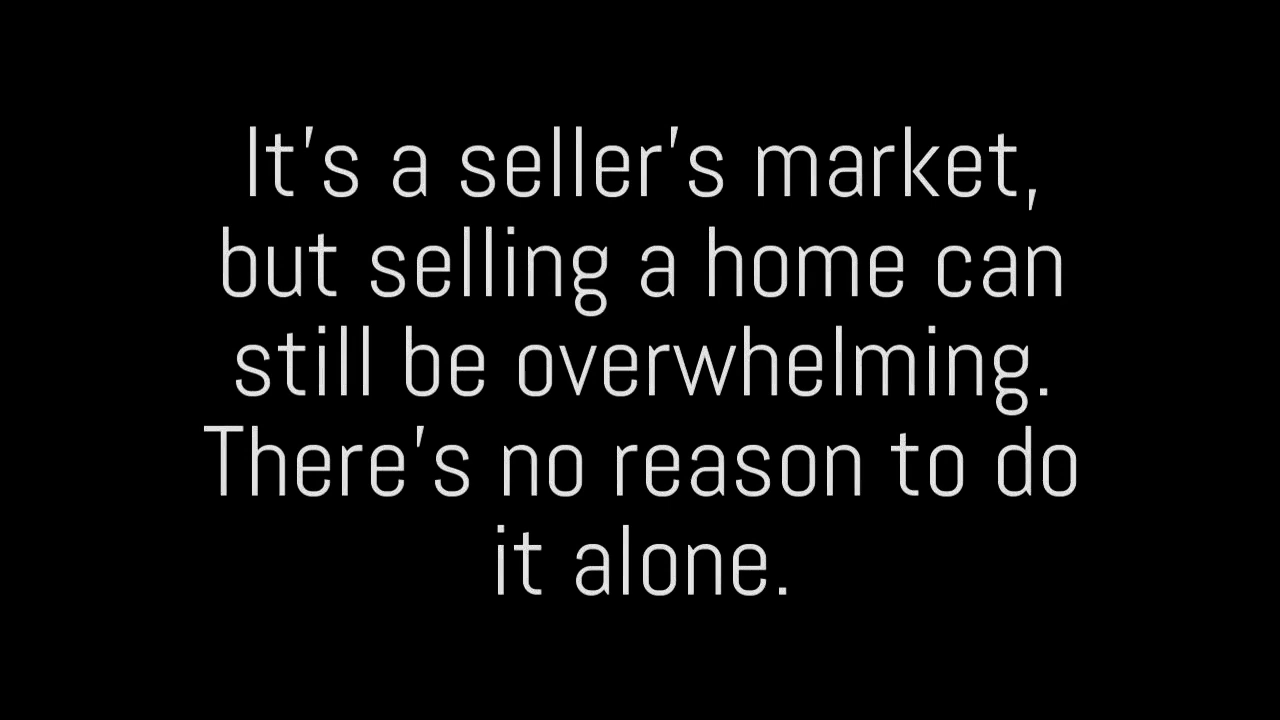 It's a seller's market,
but selling a home can
still be overwhelming.
There's no reason to do
it alone.